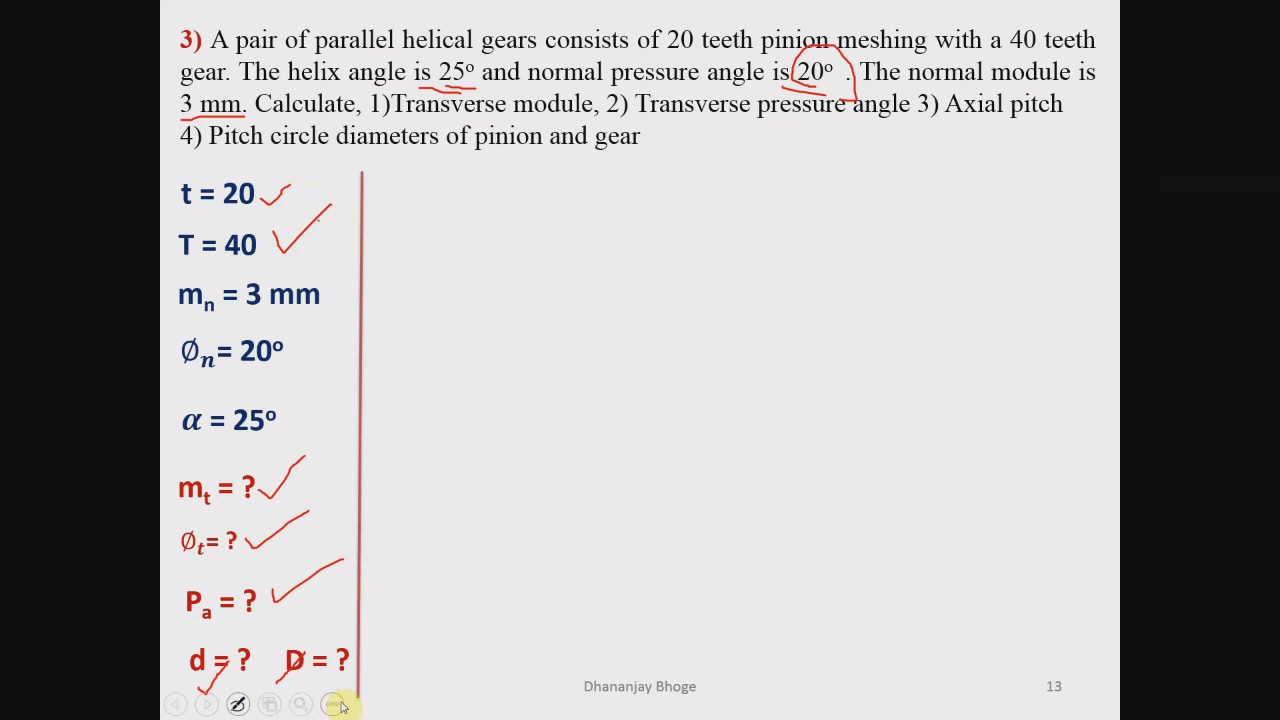 3) A pair of parallel helical gears consists of 20 teeth pinion meshing with a 40 teeth
gear. The helix angle is 25° and normal pressure angle is 20° . The normal module is
3 mm. Calculate, 1)Transverse module, 2) Transverse pressure angle 3) Axial pitch
4) Pitch circle diameters of pinion and gear
t = 20
T = 40
mₙ = 3 mm
∅ₙ= 20°
α = 25°
mₜ = ?
∅ₜ= ?
Pₐ = ?
d = ? D = ?
Dhananjay Bhoge 13